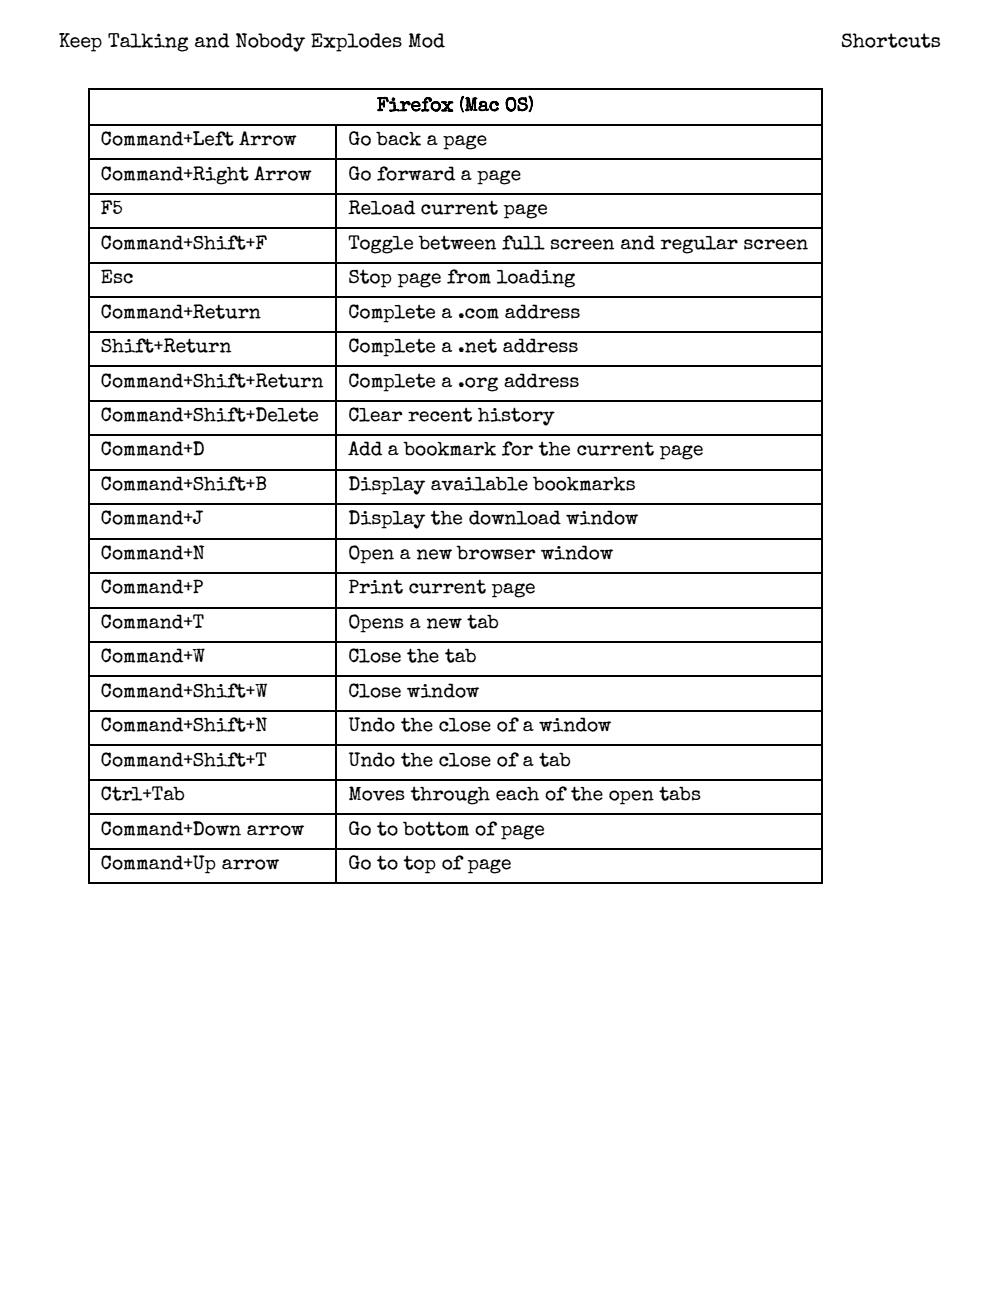 Keep Talking and Nobody Explodes Mod Shortcuts
Firefox (Mac OS)
Command+Left Arrow Go back a page
Command+Right Arrow Go forward a page
F5 Reload current page
Command+Shift+F Toggle between full screen and regular screen
Esc Stop page from loading
Command+Return Complete a .com address
Shift+Return Complete a .net address
Command+Shift+Return Complete a .org address
Command+Shift+Delete Clear recent history
Command+D Add a bookmark for the current page
Command+Shift+B Display available bookmarks
Command+J Display the download window
Command+N Open a new browser window
Command+P Print current page
Command+T Opens a new tab
Command+W Close the tab
Command+Shift+W Close window
Command+Shift+N Undo the close of a window
Command+Shift+T Undo the close of a tab
Ctrl+Tab Moves through each of the open tabs
Command+Down arrow Go to bottom of page
Command+Up arrow Go to top of page